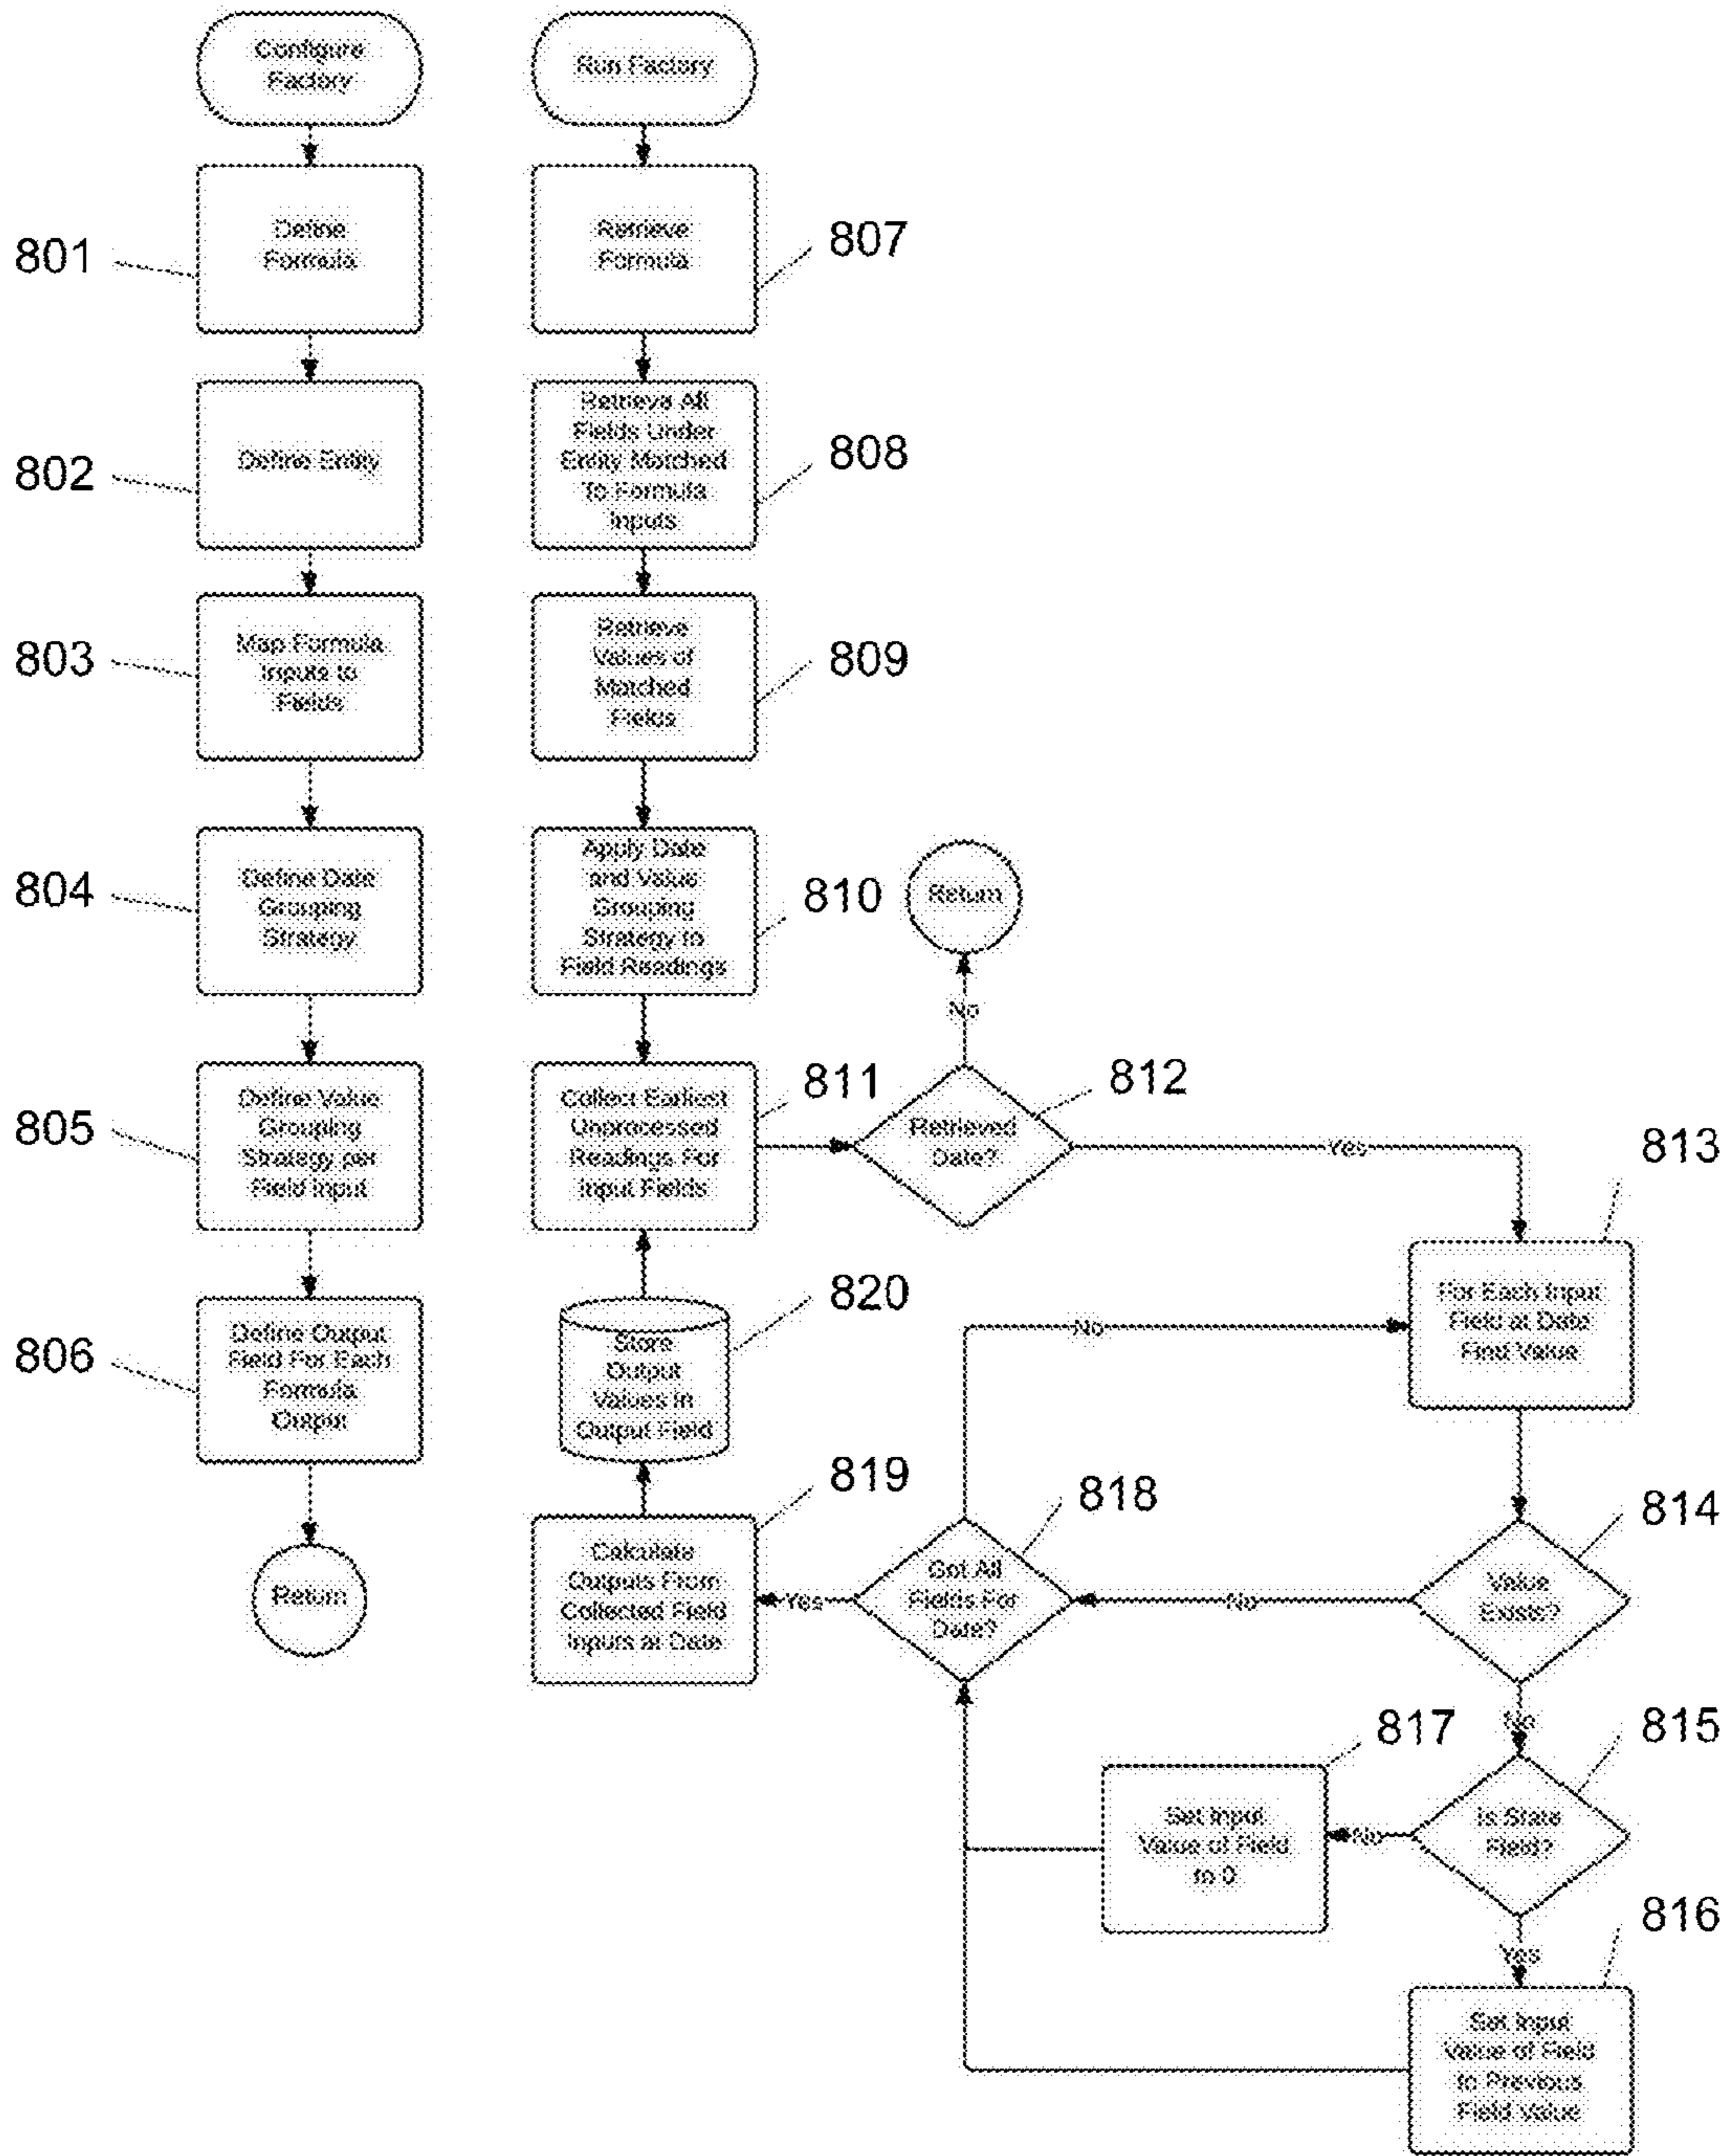 Configure
Factory
801
Define
Formula
802
Define Entity
803
Map Formula
Inputs to
Fields
804
Define Date
Grouping
Strategy
805
Define Value
Grouping
Strategy per
Field Input
806
Define Output
Field For Each
Formula
Output
Return
Run Factory
807
Retrieve
Formula
808
Retrieve All
Fields Under
Entity Matched
To Formula
Inputs
809
Retrieve
Values of
Matched
Fields
810
Apply Date
and Value
Grouping
Strategy to
Field Readings
811
Collect Earliest
Unprocessed
Readings For
Input Fields
Return
No
812
Retrieved
Date?
Yes
813
For Each Input
Field at Date
Find Value
814
Value
Exists?
No
No
815
Is State
Field?
No
Yes
816
Set Input
Value of Field
to Previous
Field Value
817
Set Input
Value of Field
to 0
818
Got All
Fields For
Date?
No
Yes
819
Calculate
Outputs From
Collected Field
Inputs at Date
820
Store
Output
Values in
Output Field